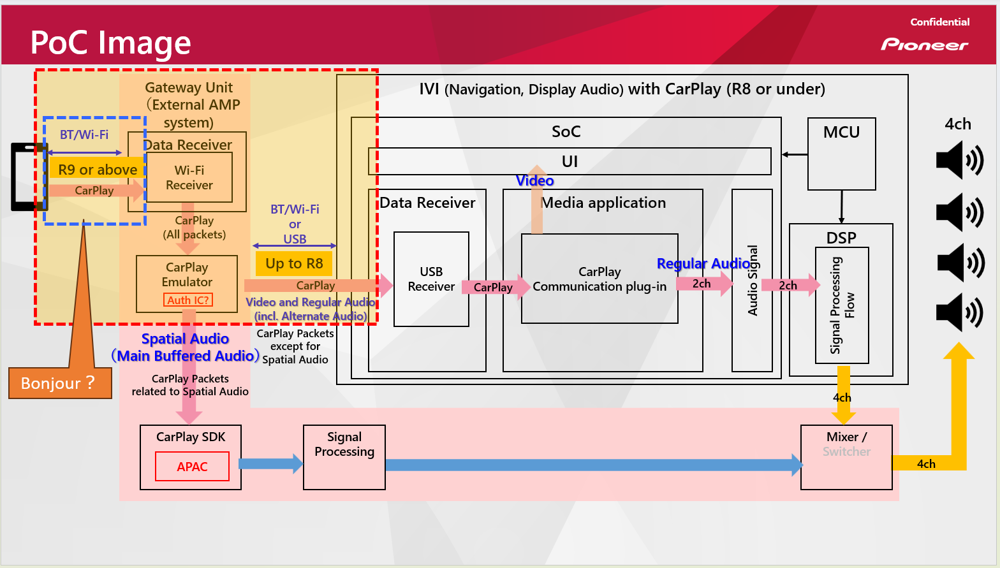 Confidential
PoC Image
Pioneer
Gateway Unit
（External AMP
system)
BT/Wi-Fi
Data Receiver
R9 or above
Wi-Fi
Receiver
CarPlay
CarPlay
(All packets)
CarPlay
Emulator
Auth IC?
BT/Wi-Fi
or
USB
Up to R8
CarPlay
Video and Regular Audio
(incl. Alternate Audio)
CarPlay Packets
except for
Spatial Audio
Spatial Audio
（Main Buffered Audio）
CarPlay Packets
related to Spatial Audio
Bonjour？
IVI (Navigation, Display Audio) with CarPlay (R8 or under)
SoC
UI
Video
Data Receiver
USB
Receiver
CarPlay
Media application
CarPlay
Communication plug-in
Regular Audio
2ch
Audio Signal
2ch
MCU
DSP
Signal Processing
Flow
4ch
4ch
CarPlay SDK
APAC
Signal
Processing
Mixer /
Switcher
4ch